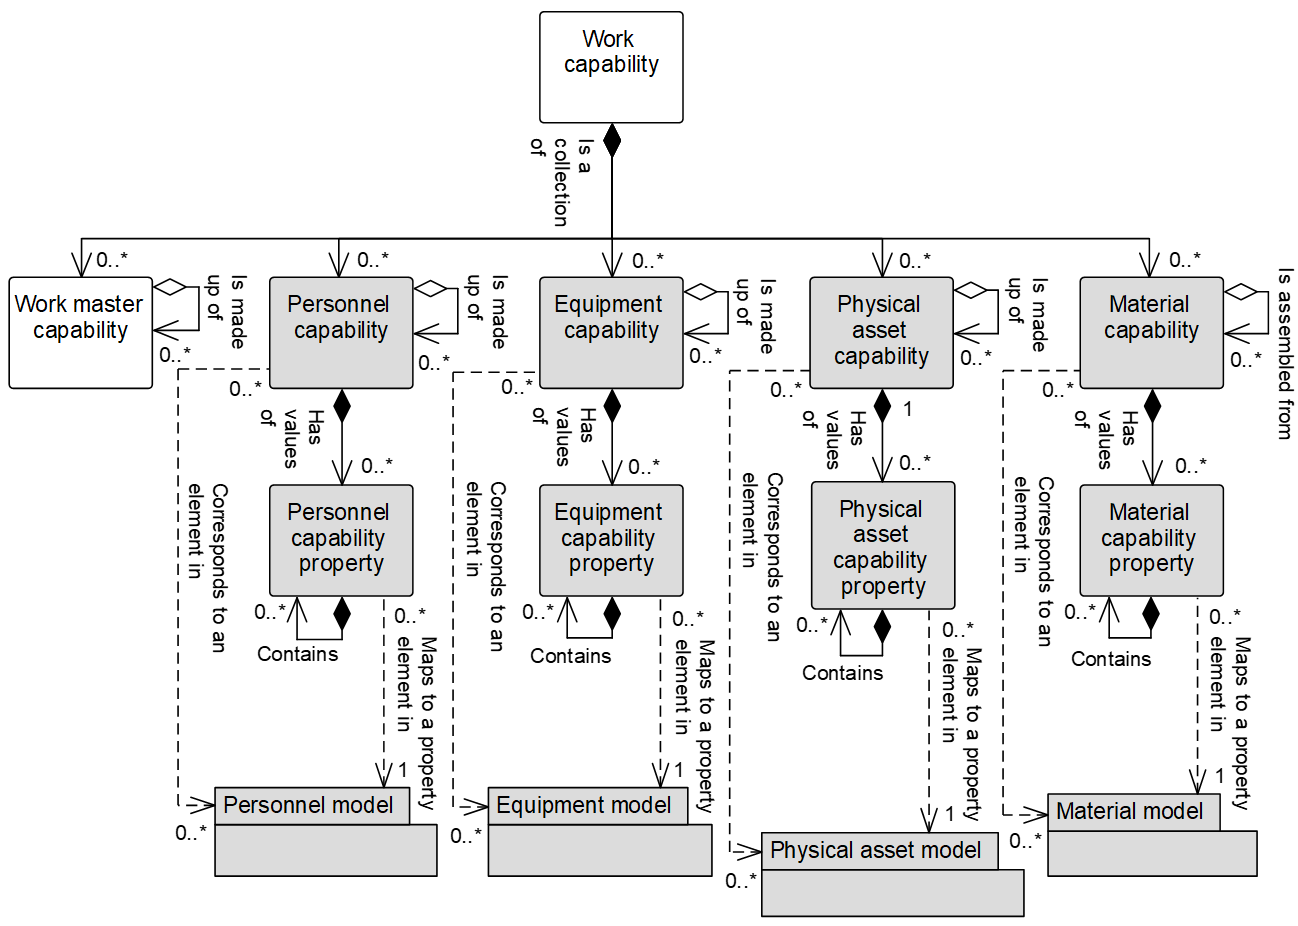 Work
capability
Is a
collection
of
0..*
0..*
0..*
0..*
0..*
Work master
capability
Is made
up of
0..*
Personnel
capability
Is made
up of
0..*
Equipment
capability
Is made
up of
0..*
Physical
asset
capability
Is made
up of
0..*
Material
capability
Is assembled from
0..*
0..*
0..*
0..*
0..*
Has
values
of
0..*
Has
values
of
0..*
1
Has
values
of
0..*
Has
values
of
0..*
Corresponds to an
element in
Personnel
capability
property
Corresponds to an
element in
Equipment
capability
property
Corresponds to an
element in
Physical
asset
capability
property
Corresponds to an
element in
Material
capability
property
0..*
Contains
0..*
Maps to a property
element in
0..*
Contains
0..*
Maps to a property
element in
0..*
Contains
0..*
Maps to a property
element in
0..*
Contains
0..*
Maps to a property
element in
1
1
1
1
Personnel model
0..*
Equipment model
0..*
Physical asset model
0..*
Material model
0..*